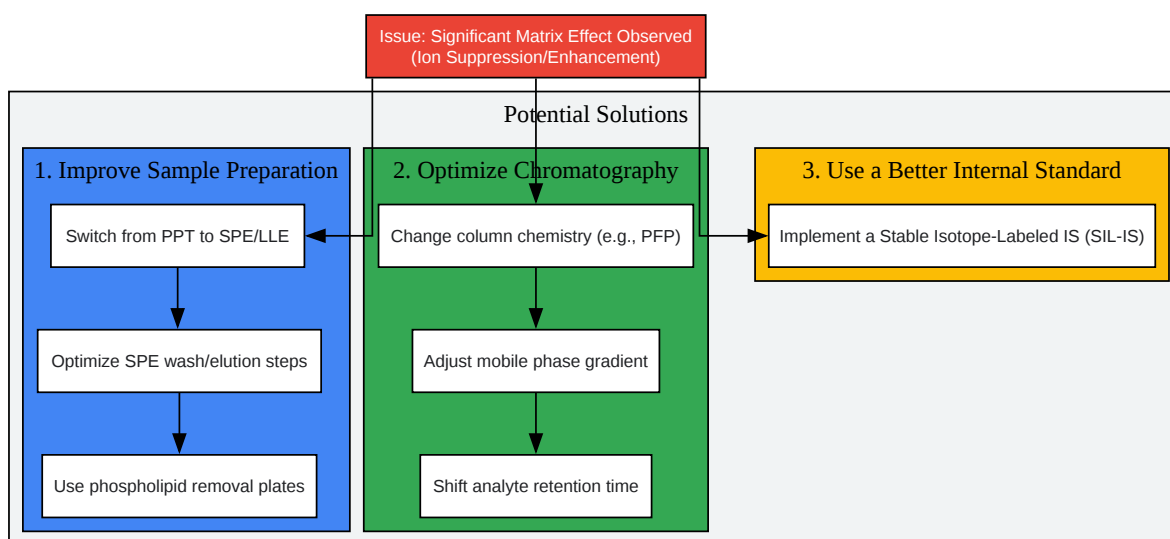 Issue: Significant Matrix Effect Observed
(Ion Suppression/Enhancement)
Potential Solutions
1. Improve Sample Preparation
Switch from PPT to SPE/LLE
Optimize SPE wash/elution steps
Use phospholipid removal plates
2. Optimize Chromatography
Change column chemistry (e.g., PFP)
Adjust mobile phase gradient
Shift analyte retention time
3. Use a Better Internal Standard
Implement a Stable Isotope-Labeled IS (SIL-IS)